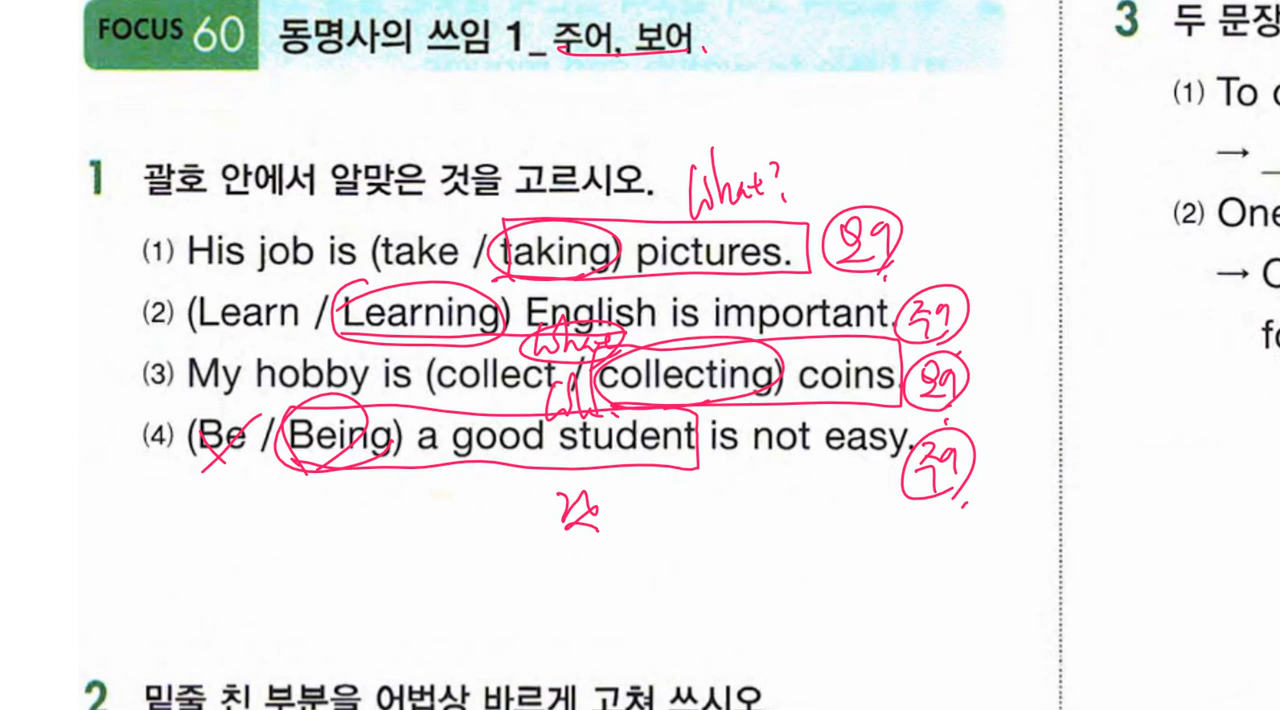 FOCUS 60 동명사의 쓰임 1_ 주어, 보어
1 괄호 안에서 알맞은 것을 고르시오.
What?
(1) His job is (take / taking) pictures. 보어
(2) (Learn / Learning) English is important. 주어
What
(3) My hobby is (collect / collecting) coins. 보어
(4) (Be / Being) a good student is not easy. 주어
것
2 밑줄 친 부분을 어법상 바르게 고쳐 쓰시오.
3 두 문장
(1) To
→
(2) One
→